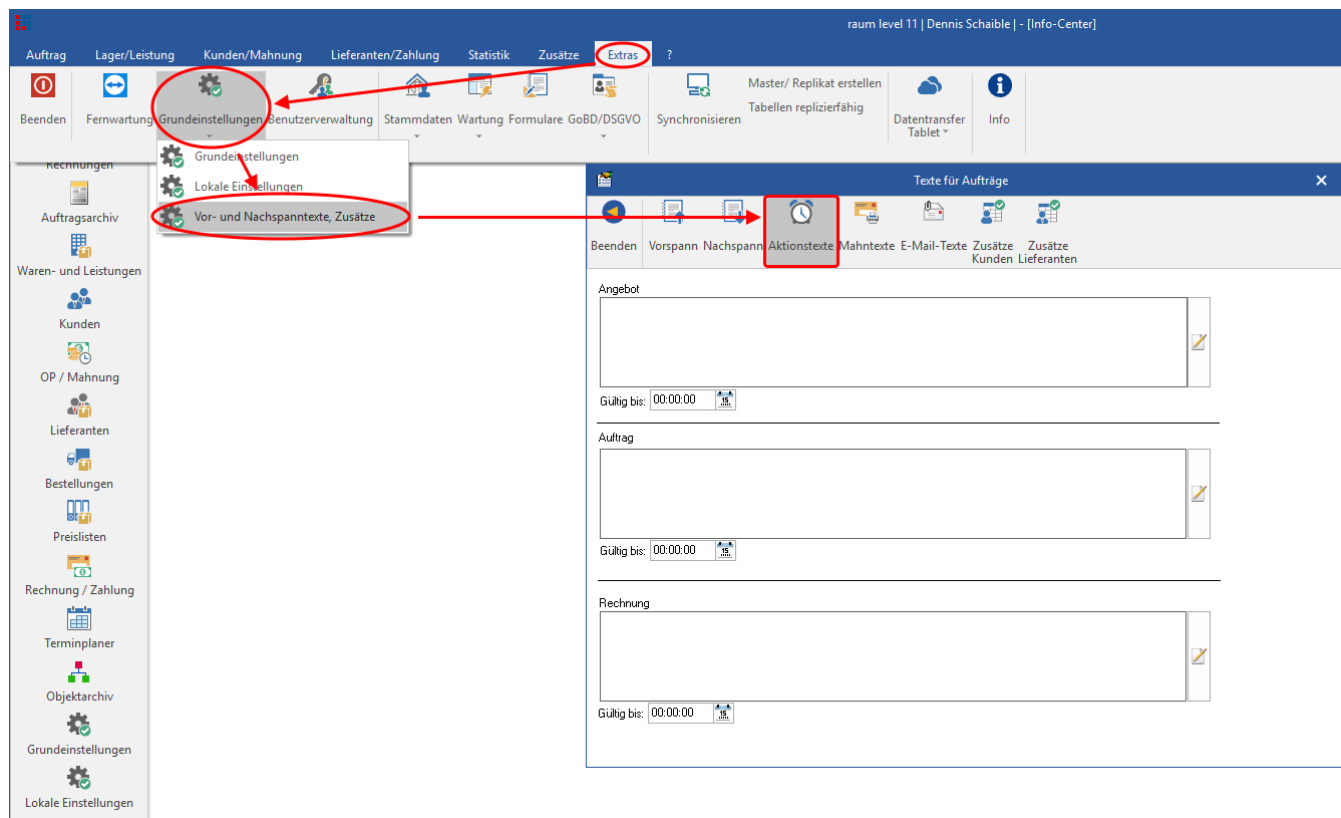 raum level 11 | Dennis Schaible | - [Info-Center]
Auftrag Lager/Leistung Kunden/Mahnung Lieferanten/Zahlung Statistik Zusätze Extras ?
Beenden Fernwartung Grundeinstellungen Benutzerverwaltung Stammdaten Wartung Formulare GoBD/DSGVO Synchronisieren
Master/ Replikat erstellen
Tabellen replizierfähig
Datentransfer
Tablet
Info
Grundeinstellungen
Lokale Einstellungen
Vor- und Nachspanntexte, Zusätze
Rechnungen
Auftragsarchiv
Waren- und Leistungen
Kunden
OP / Mahnung
Lieferanten
Bestellungen
Preislisten
Rechnung / Zahlung
Terminplaner
Objektarchiv
Grundeinstellungen
Lokale Einstellungen
Texte für Aufträge
Beenden Vorspann Nachspann Aktionstexte Mahntexte E-Mail-Texte Zusätze Zusätze
Kunden Lieferanten
Angebot
Gültig bis: 00:00:00 15
Auftrag
Gültig bis: 00:00:00 15
Rechnung
Gültig bis: 00:00:00 15